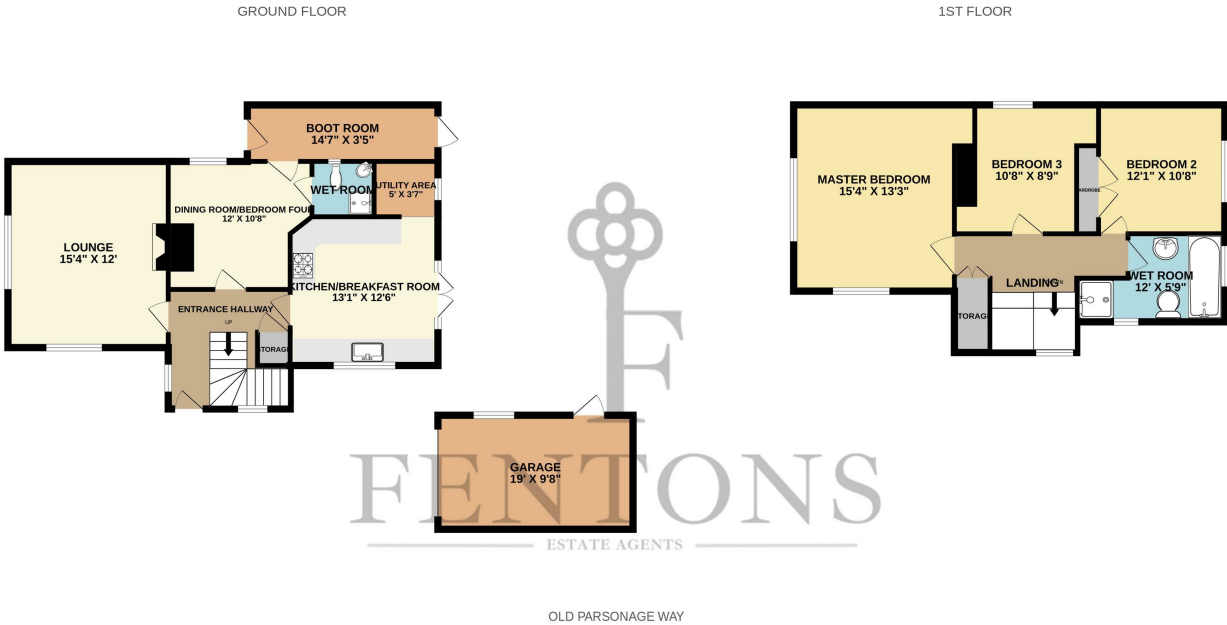 GROUND FLOOR
1ST FLOOR
BOOT ROOM
14'7" X 3'5"
WET ROOM
UTILITY AREA
5' X 3'7"
DINING ROOM/BEDROOM FOUR
12' X 10'8"
LOUNGE
15'4" X 12'
KITCHEN/BREAKFAST ROOM
13'1" X 12'6"
ENTRANCE HALLWAY
UP
STORAGE
MASTER BEDROOM
15'4" X 13'3"
BEDROOM 3
10'8" X 8'9"
WARDROBE
BEDROOM 2
12'1" X 10'8"
LANDING
WET ROOM
12' X 5'9"
STORAGE
GARAGE
19' X 9'8"
FENTONS
ESTATE AGENTS
OLD PARSONAGE WAY